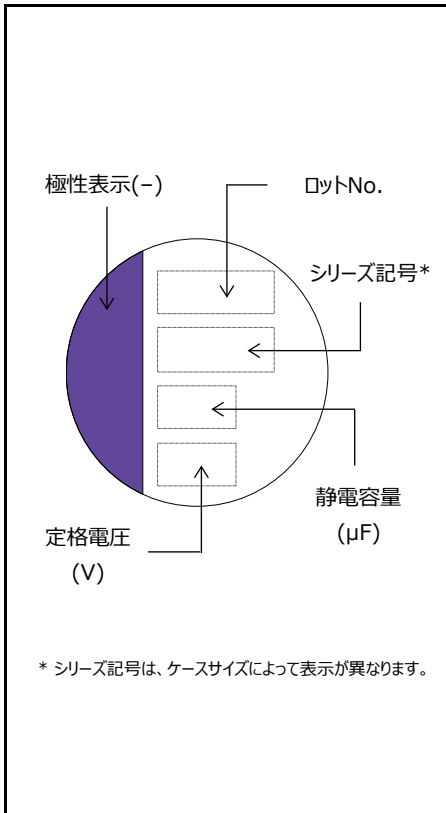 極性表示(−)
ロットNo.
シリーズ記号*
静電容量
(μF)
定格電圧
(V)
* シリーズ記号は、ケースサイズによって表示が異なります。